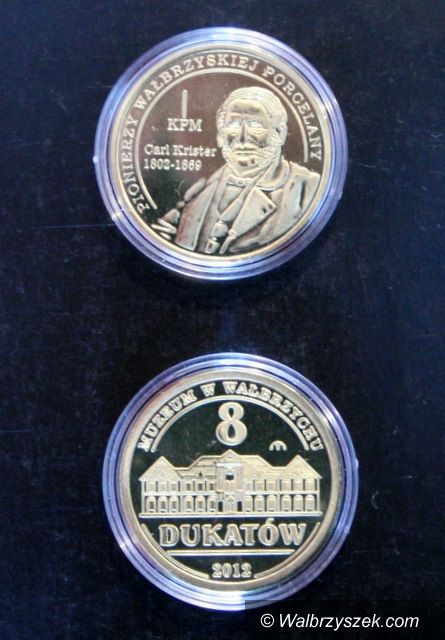 PIONIERZY WAŁBRZYSKIEJ PORCELANY
KPM
Carl Krister
1802-1869
MUZEUM W WAŁBRZYCHU
8
DUKATÓW
2012
© Walbrzyszek.com